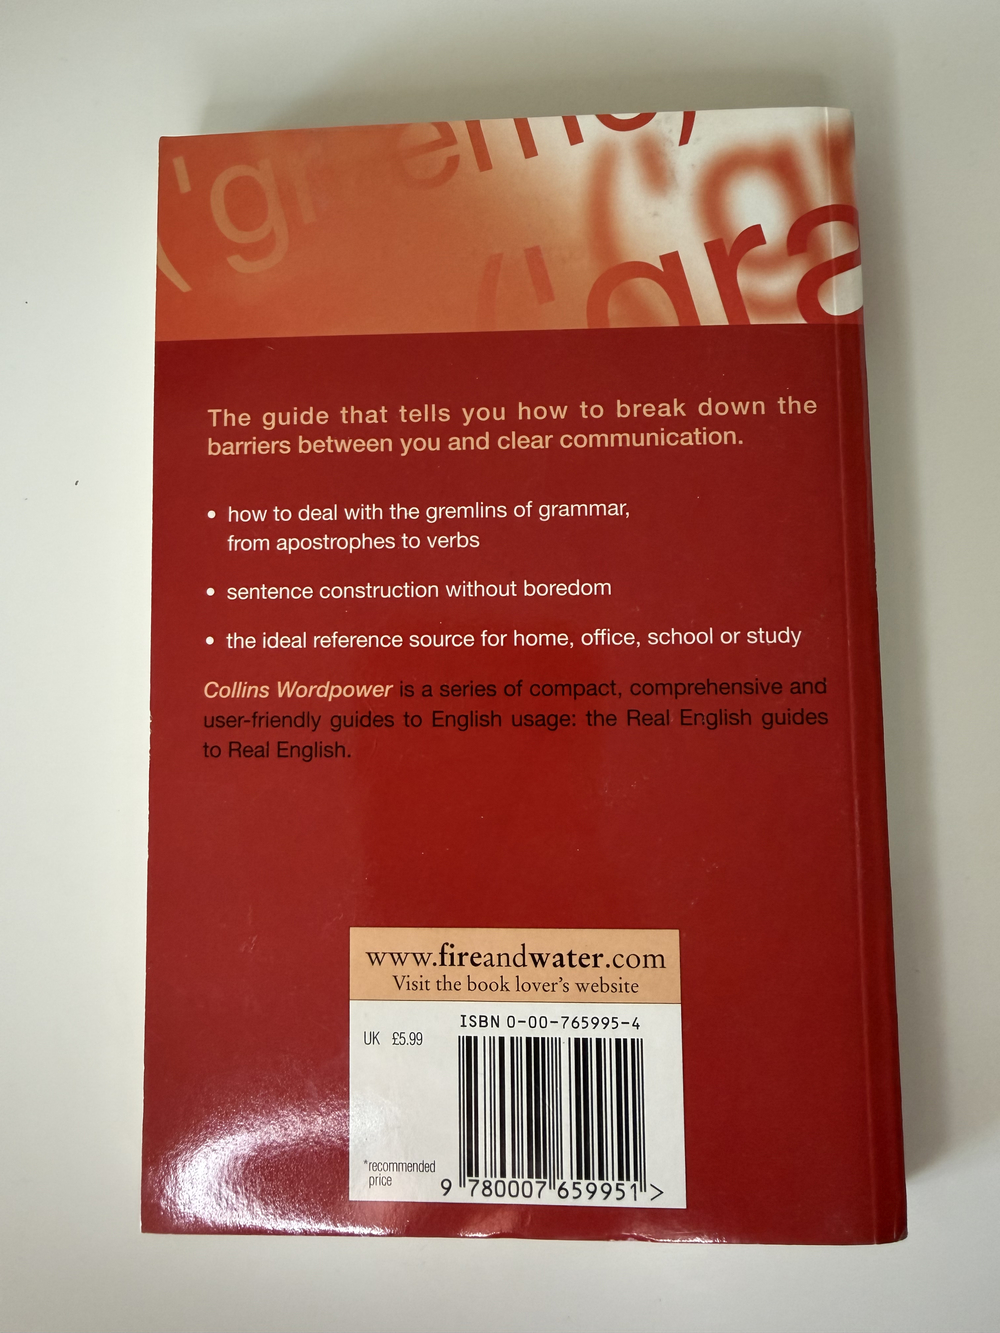 ('gr eme,
('gr
('gra
The guide that tells you how to break down the
barriers between you and clear communication.
• how to deal with the gremlins of grammar,
from apostrophes to verbs
• sentence construction without boredom
• the ideal reference source for home, office, school or study
Collins Wordpower is a series of compact, comprehensive and
user-friendly guides to English usage: the Real English guides
to Real English.
www.fireandwater.com
Visit the book lover's website
ISBN 0-00-765995-4
UK £5.99
*recommended
price
9 780007 659951 >